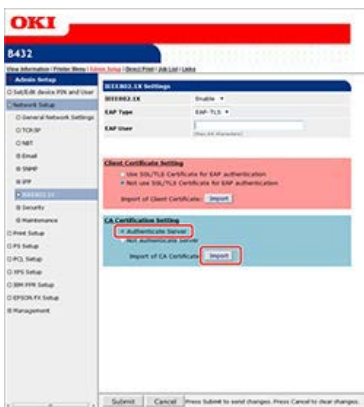 OKI
B432
View Information | Printer Menu | Admin Setup | Direct Print | Job List | Links
Admin Setup
Set/Edit device PIN and User
Network Setup
General Network Settings
TCP/IP
NBT
Email
SNMP
IPP
IEEE802.1X
Security
Maintenance
Print Setup
PS Setup
PCL Setup
XPS Setup
IBM PPR Setup
EPSON FX Setup
Management
IEEE802.1X Settings
IEEE802.1X Enable
EAP Type EAP-TLS
EAP User
(Max.64 characters)
Client Certificate Setting
Use SSL/TLS Certificate for EAP authentication
Not use SSL/TLS Certificate for EAP authentication
Import of Client Certificate: Import
CA Certification Setting
Authenticate Server
Not authenticate Server
Import of CA Certificate: Import
Submit Cancel Press Submit to send changes. Press Cancel to clear changes.